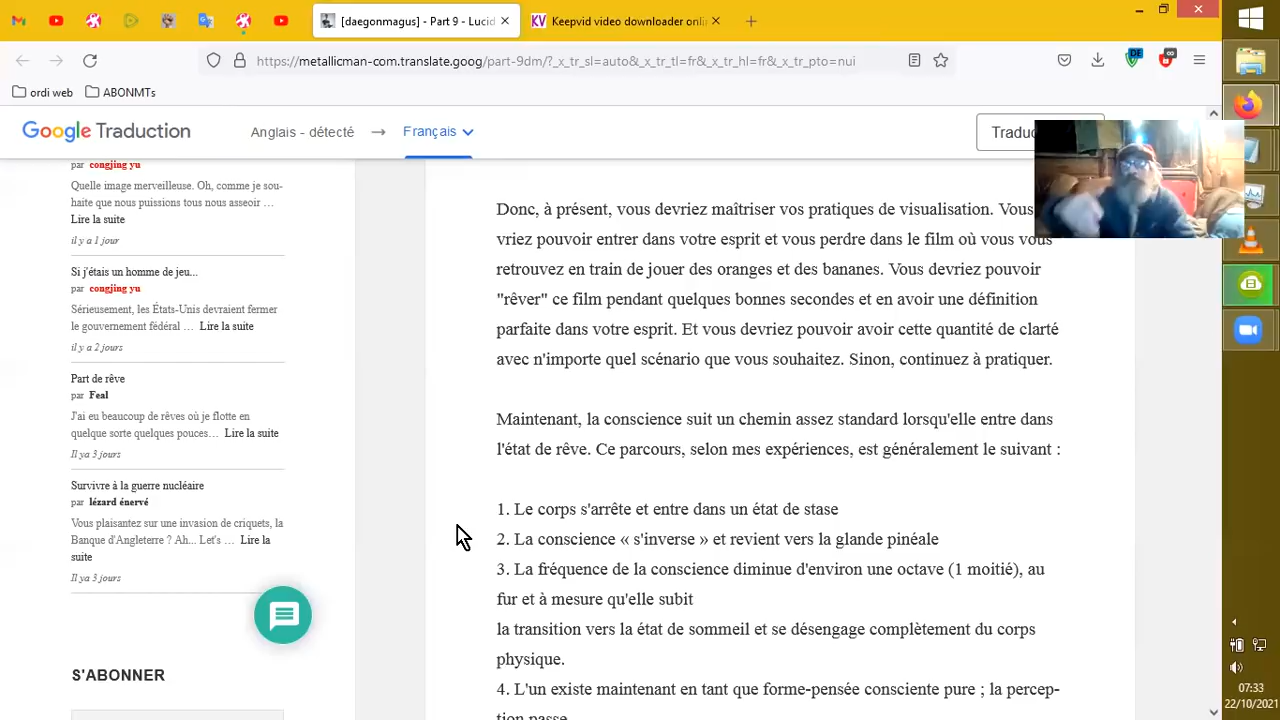 [daegonmagus] - Part 9 - Lucid
Keepvid video downloader onli
https://metallicman-com.translate.goog/part-9dm/?_x_tr_sl=auto&_x_tr_tl=fr&_x_tr_hl=fr&_x_tr_pto=nui
DE
ordi web
ABONMTs
Google Traduction
Anglais - détecté
Français
Traduc
par congjing yu
Quelle image merveilleuse. Oh, comme je sou-
haite que nous puissions tous nous asseoir …
Lire la suite
il y a 1 jour
Si j'étais un homme de jeu...
par congjing yu
Sérieusement, les États-Unis devraient fermer
le gouvernement fédéral … Lire la suite
il y a 2 jours
Part de rêve
par Feal
J'ai eu beaucoup de rêves où je flotte en
quelque sorte quelques pouces… Lire la suite
Il ya 3 jours
Survivre à la guerre nucléaire
par lézard énervé
Vous plaisantez sur une invasion de criquets, la
Banque d'Angleterre ? Ah... Let's … Lire la
suite
Il ya 3 jours
S'ABONNER
Donc, à présent, vous devriez maîtriser vos pratiques de visualisation. Vous
vriez pouvoir entrer dans votre esprit et vous perdre dans le film où vous vous
retrouvez en train de jouer des oranges et des bananes. Vous devriez pouvoir
"rêver" ce film pendant quelques bonnes secondes et en avoir une définition
parfaite dans votre esprit. Et vous devriez pouvoir avoir cette quantité de clarté
avec n'importe quel scénario que vous souhaitez. Sinon, continuez à pratiquer.
Maintenant, la conscience suit un chemin assez standard lorsqu'elle entre dans
l'état de rêve. Ce parcours, selon mes expériences, est généralement le suivant :
1. Le corps s'arrête et entre dans un état de stase
2. La conscience « s'inverse » et revient vers la glande pinéale
3. La fréquence de la conscience diminue d'environ une octave (1 moitié), au
fur et à mesure qu'elle subit
la transition vers la état de sommeil et se désengage complètement du corps
physique.
4. L'un existe maintenant en tant que forme-pensée consciente pure ; la percep-
tion passe
07:33
22/10/2021